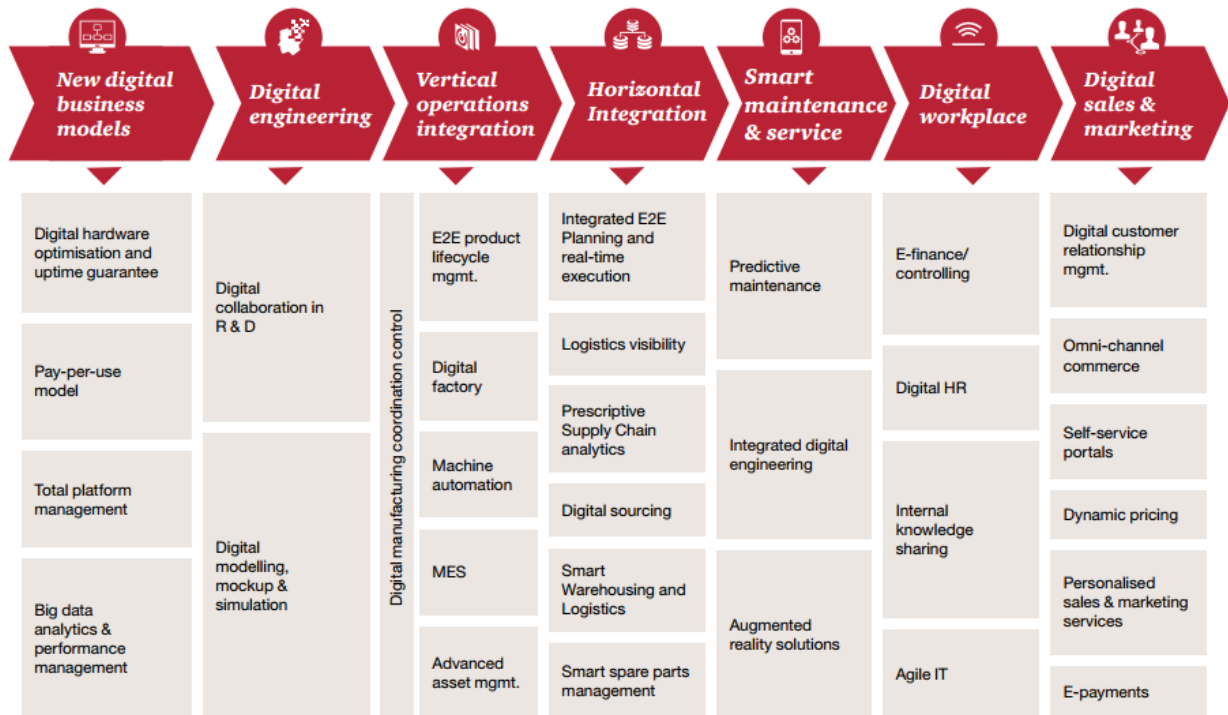 New digital
business
models
Digital
engineering
Vertical
operations
integration
Horizontal
Integration
Smart
maintenance
& service
Digital
workplace
Digital
sales &
marketing
Digital hardware
optimisation and
uptime guarantee
Pay-per-use
model
Total platform
management
Big data
analytics &
performance
management
Digital
collaboration in
R & D
Digital
modelling,
mockup &
simulation
Digital manufacturing coordination control
E2E product
lifecycle
mgmt.
Digital
factory
Machine
automation
MES
Advanced
asset mgmt.
Integrated E2E
Planning and
real-time
execution
Logistics visibility
Prescriptive
Supply Chain
analytics
Digital sourcing
Smart
Warehousing and
Logistics
Smart spare parts
management
Predictive
maintenance
Integrated digital
engineering
Augmented
reality solutions
E-finance/
controlling
Digital HR
Internal
knowledge
sharing
Agile IT
Digital customer
relationship
mgmt.
Omni-channel
commerce
Self-service
portals
Dynamic pricing
Personalised
sales & marketing
services
E-payments